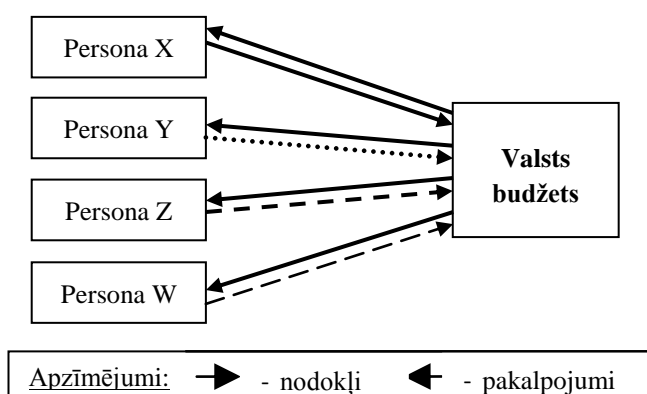 Persona X
Persona Y
Persona Z
Persona W
Valsts
budžets
Apzīmējumi: - nodokļi - pakalpojumi